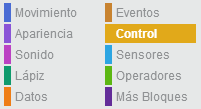 Movimiento
Apariencia
Sonido
Lápiz
Datos
Eventos
Control
Sensores
Operadores
Más Bloques